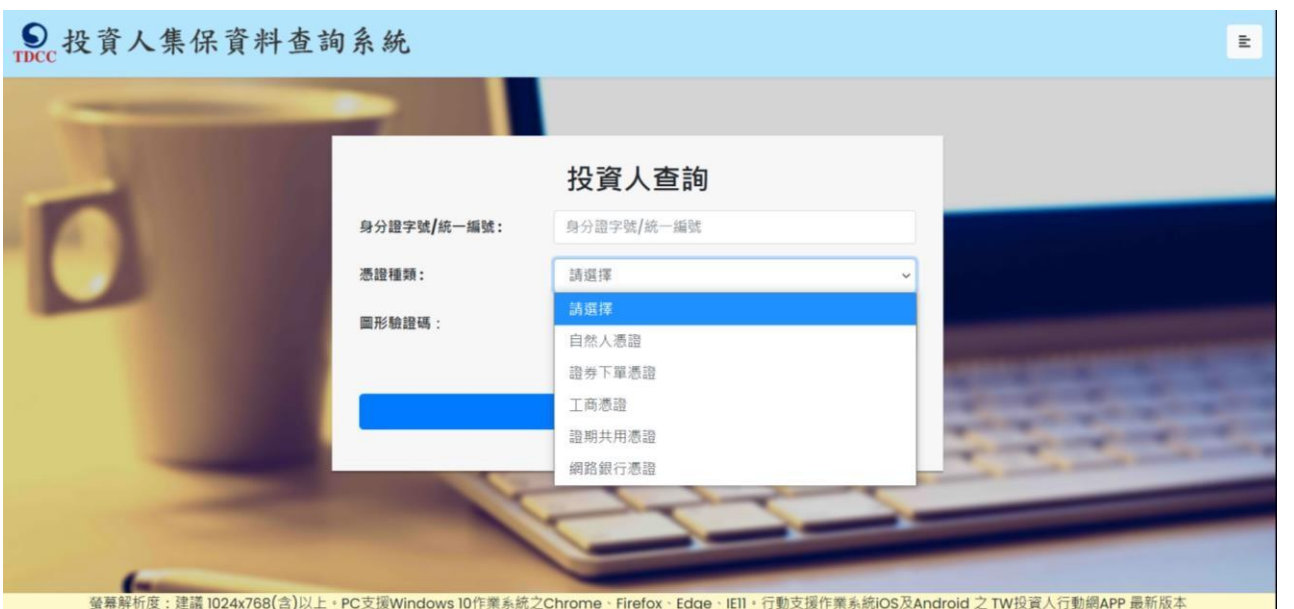 TDCC 投資人集保資料查詢系統
投資人查詢
身分證字號/統一編號:
身分證字號/統一編號
憑證種類:
請選擇
請選擇
自然人憑證
證券下單憑證
工商憑證
證期共用憑證
網路銀行憑證
圖形驗證碼:
螢幕解析度:建議 1024x768(含)以上。PC支援Windows 10作業系統之Chrome、Firefox、Edge、IE11。行動支援作業系統iOS及Android 之 TW投資人行動網APP 最新版本